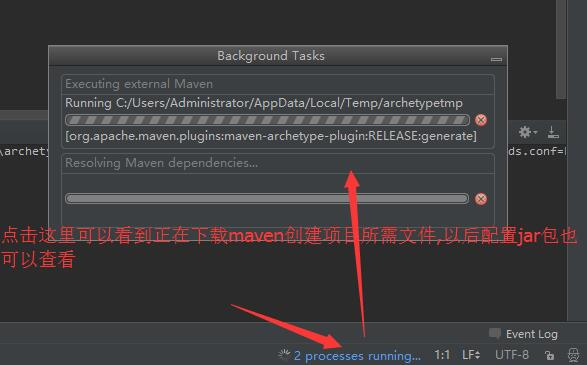 Background Tasks
Executing external Maven
Running C:/Users/Administrator/AppData/Local/Temp/archetypetmp
[org.apache.maven.plugins:maven-archetype-plugin:RELEASE:generate]
\archety
ds.conf=
Resolving Maven dependencies...
点击这里可以看到正在下载maven创建项目所需文件,以后配置jar包也
可以查看
Event Log
2 processes running...
1:1
LF
UTF-8